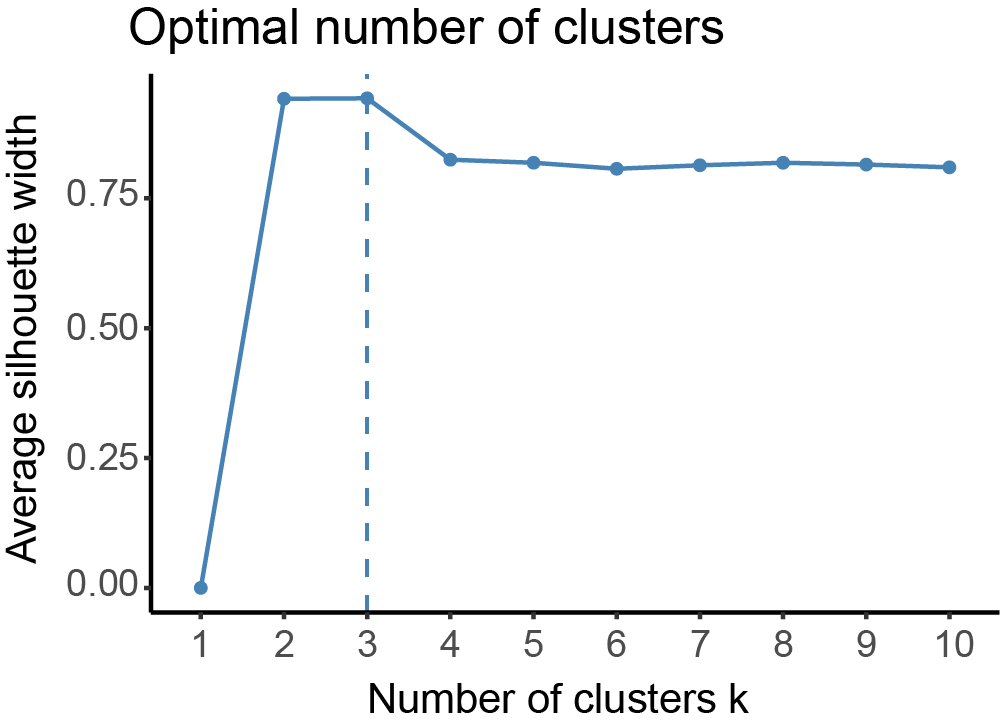 Optimal number of clusters
Average silhouette width
0.75
0.50
0.25
0.00
1 2 3 4 5 6 7 8 9 10
Number of clusters k